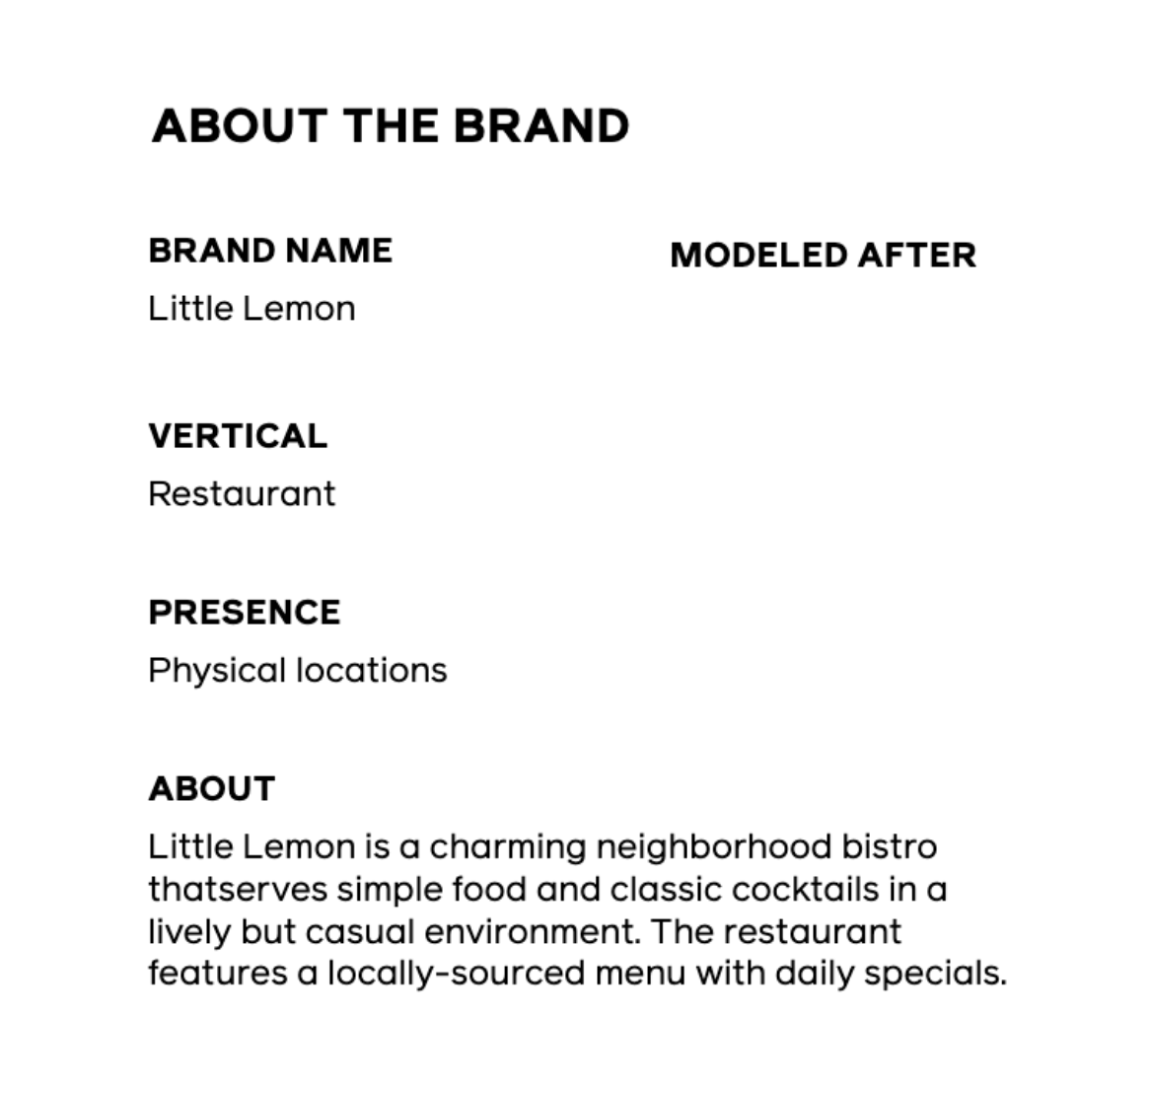 ABOUT THE BRAND
BRAND NAME
Little Lemon
MODELED AFTER
VERTICAL
Restaurant
PRESENCE
Physical locations
ABOUT
Little Lemon is a charming neighborhood bistro
thatserves simple food and classic cocktails in a
lively but casual environment. The restaurant
features a locally-sourced menu with daily specials.